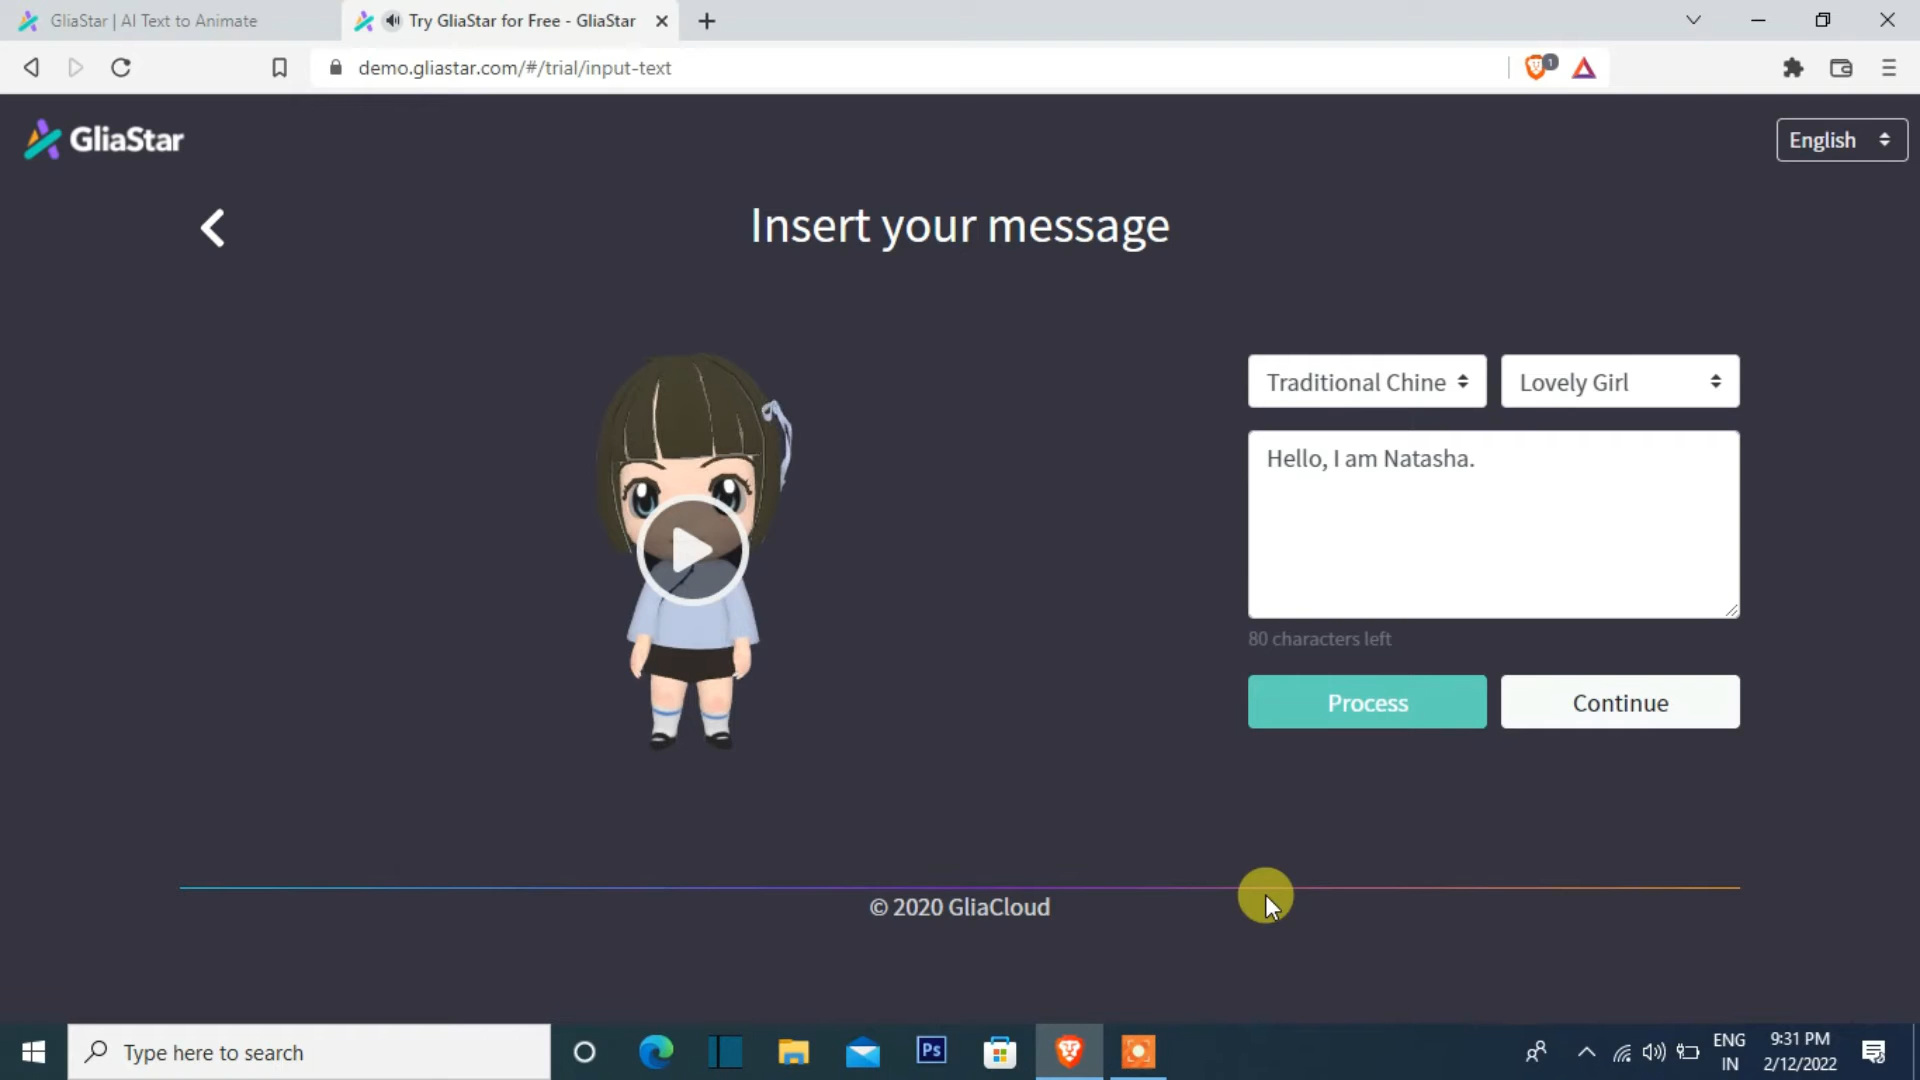 GliaStar | AI Text to Animate
Try GliaStar for Free - GliaStar
demo.gliastar.com/#/trial/input-text
1
GliaStar
English
Insert your message
Traditional Chine
Lovely Girl
Hello, I am Natasha.
80 characters left
Process
Continue
© 2020 GliaCloud
Type here to search
Ps
ENG
IN
9:31 PM
2/12/2022